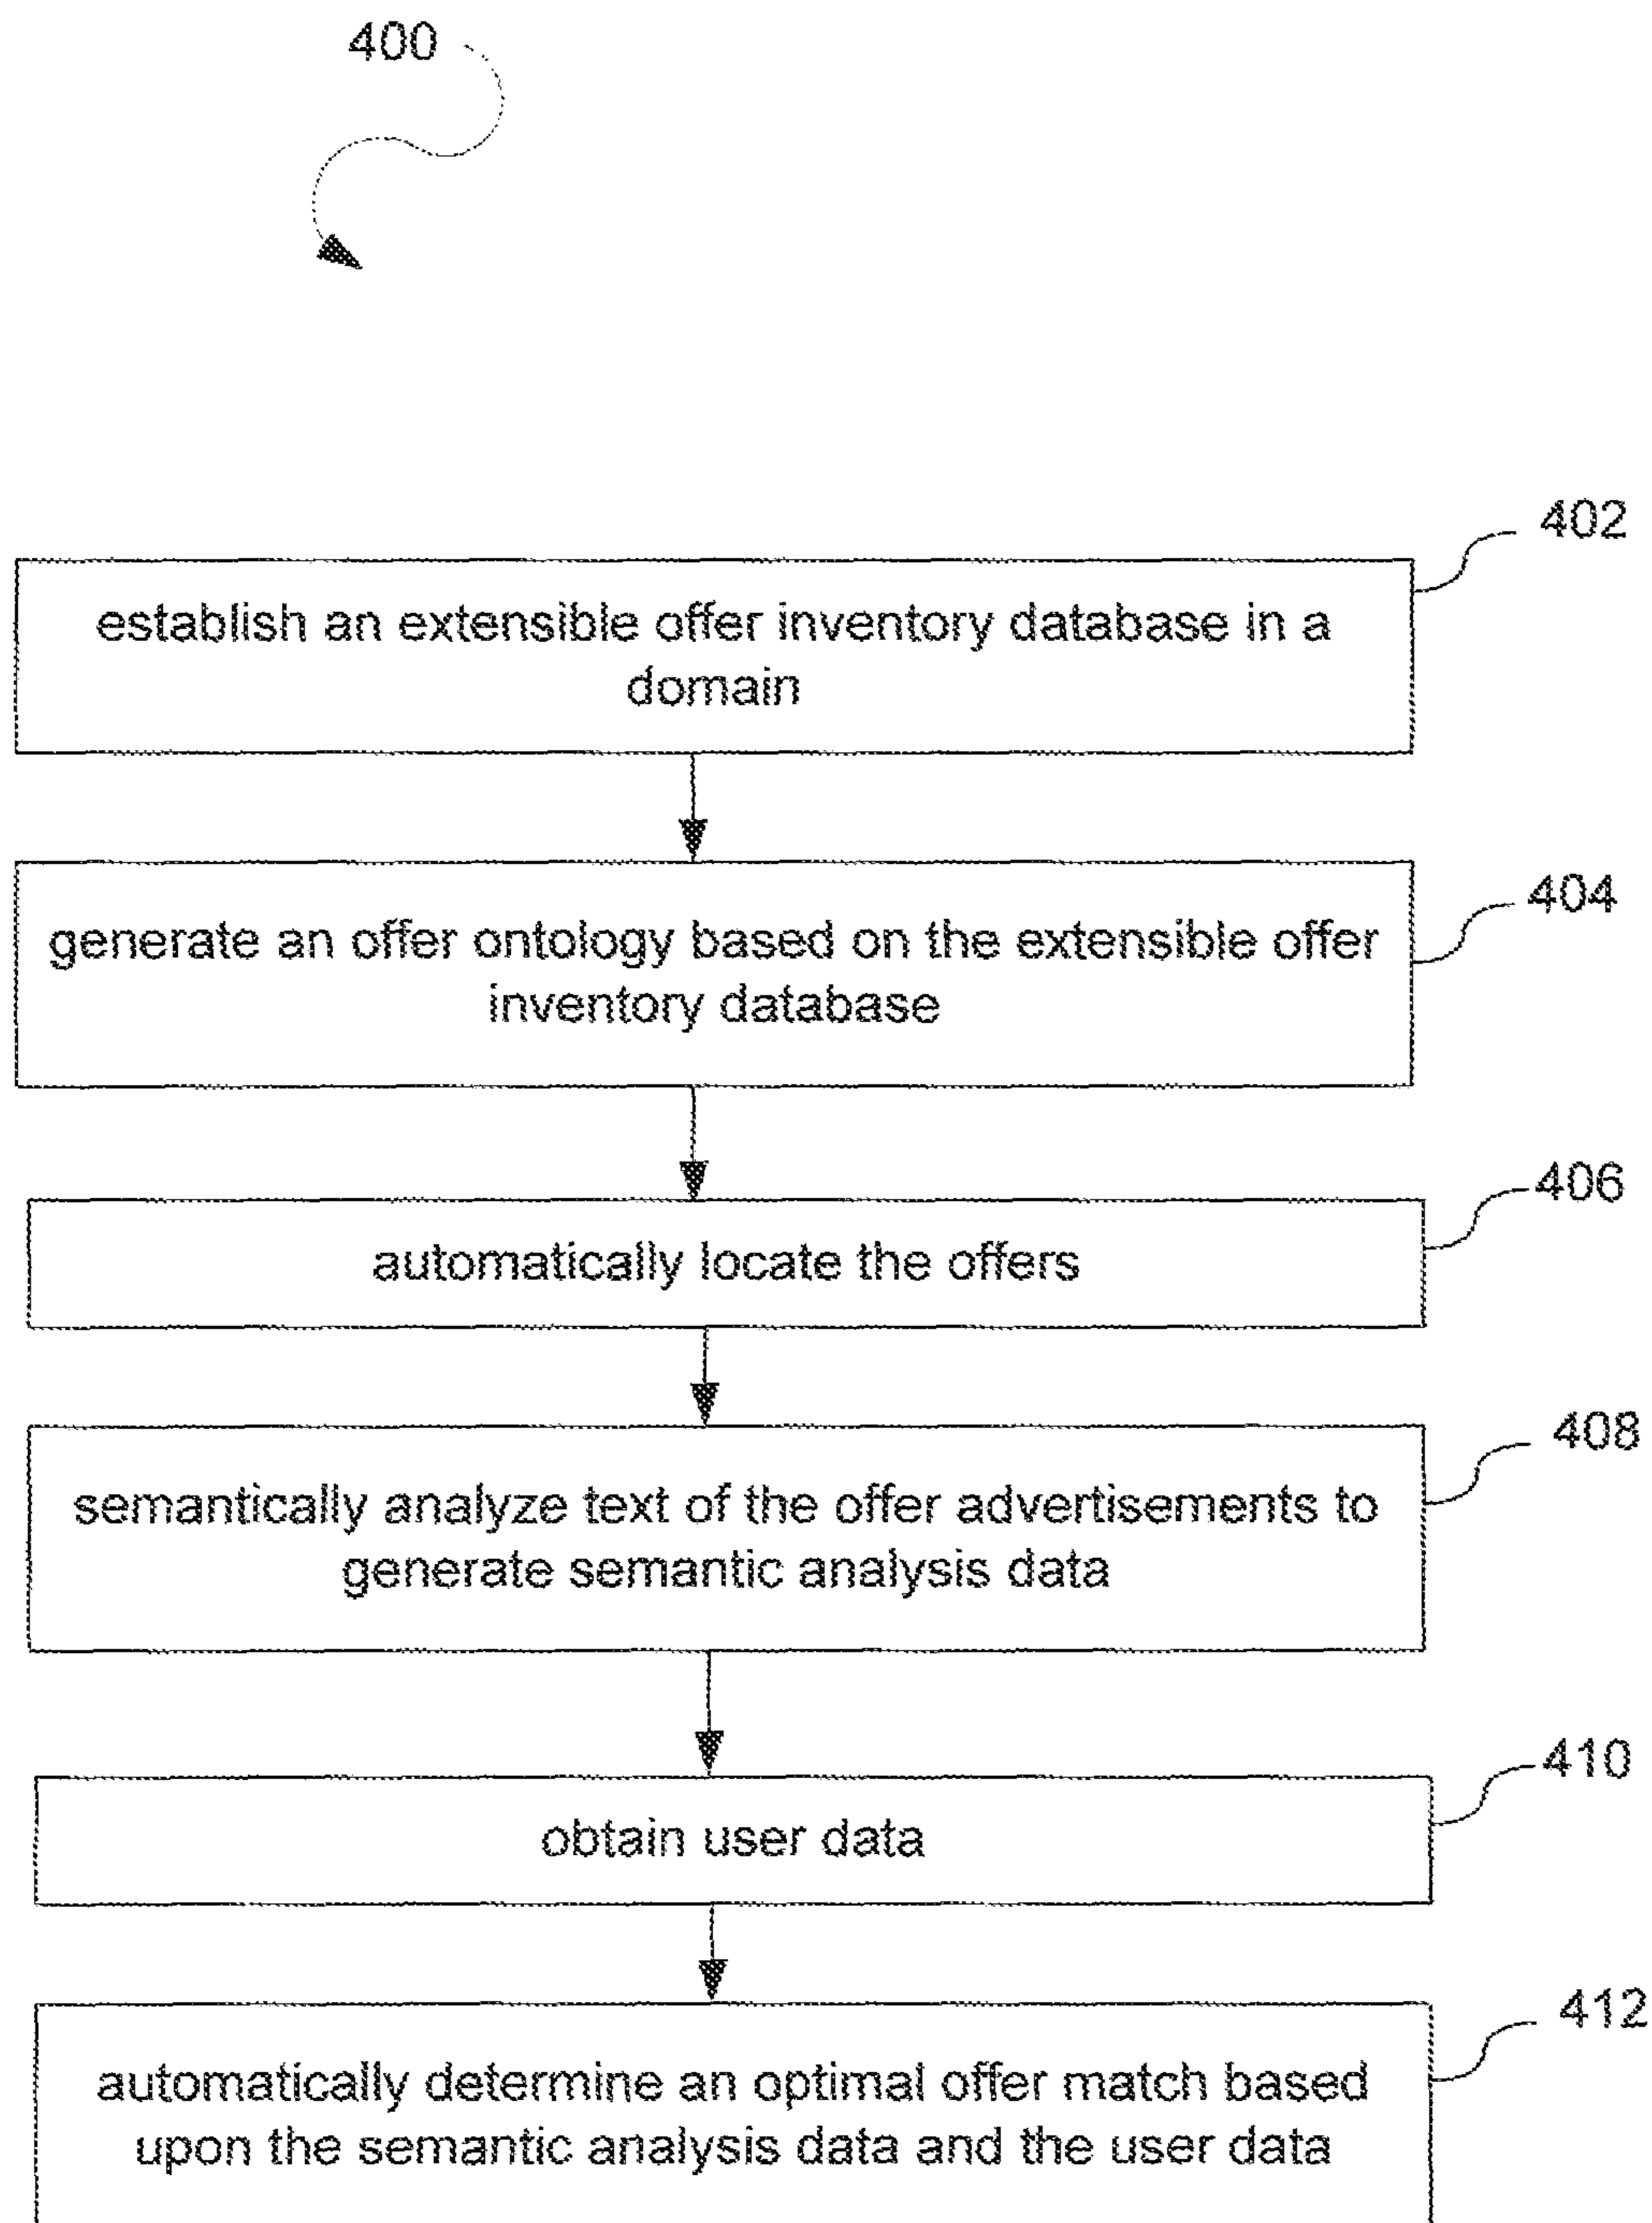 400
402
establish an extensible offer inventory database in a
domain
404
generate an offer ontology based on the extensible offer
inventory database
406
automatically locate the offers
408
semantically analyze text of the offer advertisements to
generate semantic analysis data
410
obtain user data
412
automatically determine an optimal offer match based
upon the semantic analysis data and the user data